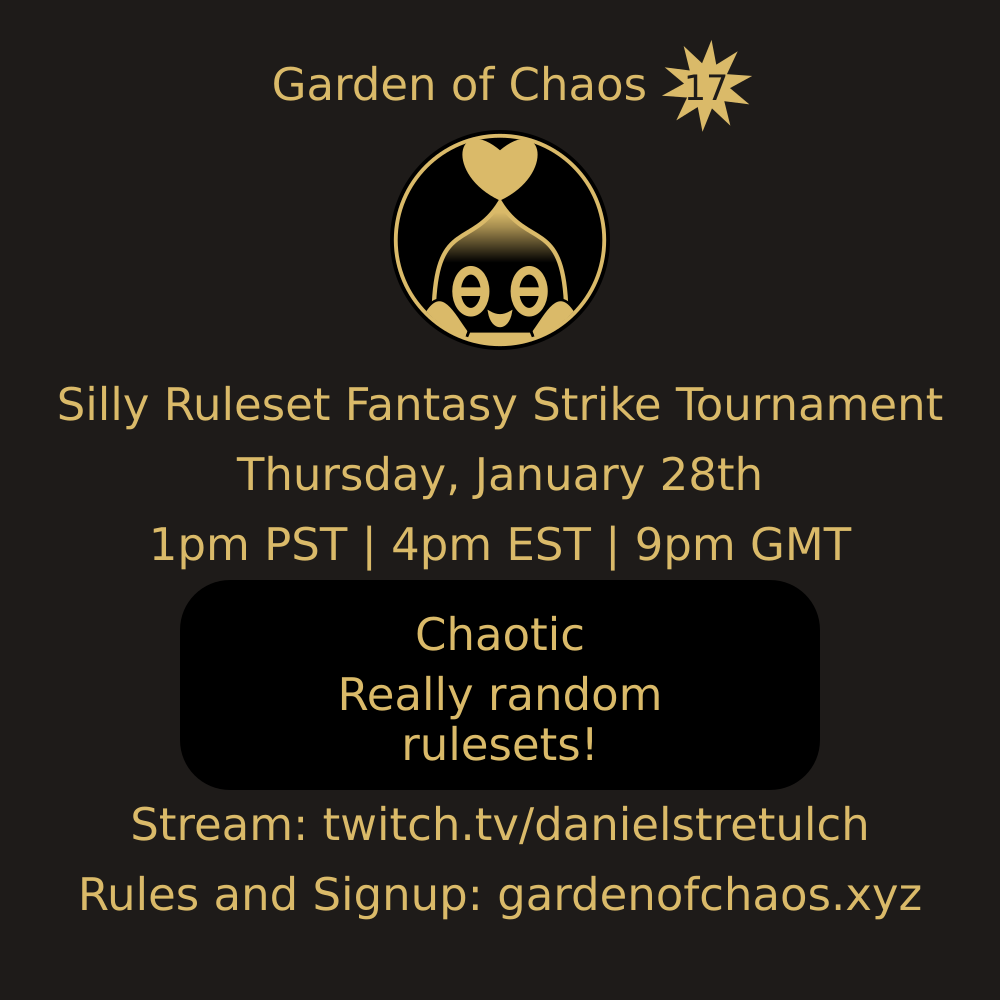 Garden of Chaos 17
Silly Ruleset Fantasy Strike Tournament
Thursday, January 28th
1pm PST | 4pm EST | 9pm GMT
Chaotic
Really random
rulesets!
Stream: twitch.tv/danielstretulch
Rules and Signup: gardenofchaos.xyz